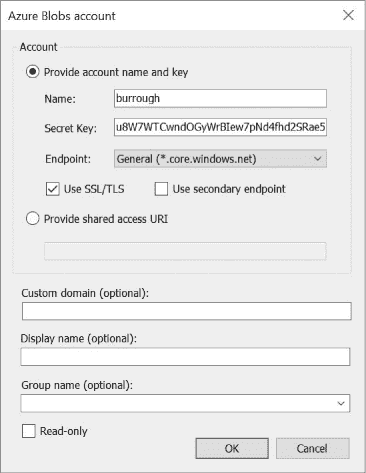 Azure Blobs account
Account
Provide account name and key
Name: burrough
Secret Key: u8W7WTCwndOGyWrBIew7pNd4fhd2SRae5
Endpoint: General (*.core.windows.net)
Use SSL/TLS Use secondary endpoint
Provide shared access URI
Custom domain (optional):
Display name (optional):
Group name (optional):
Read-only
OK Cancel